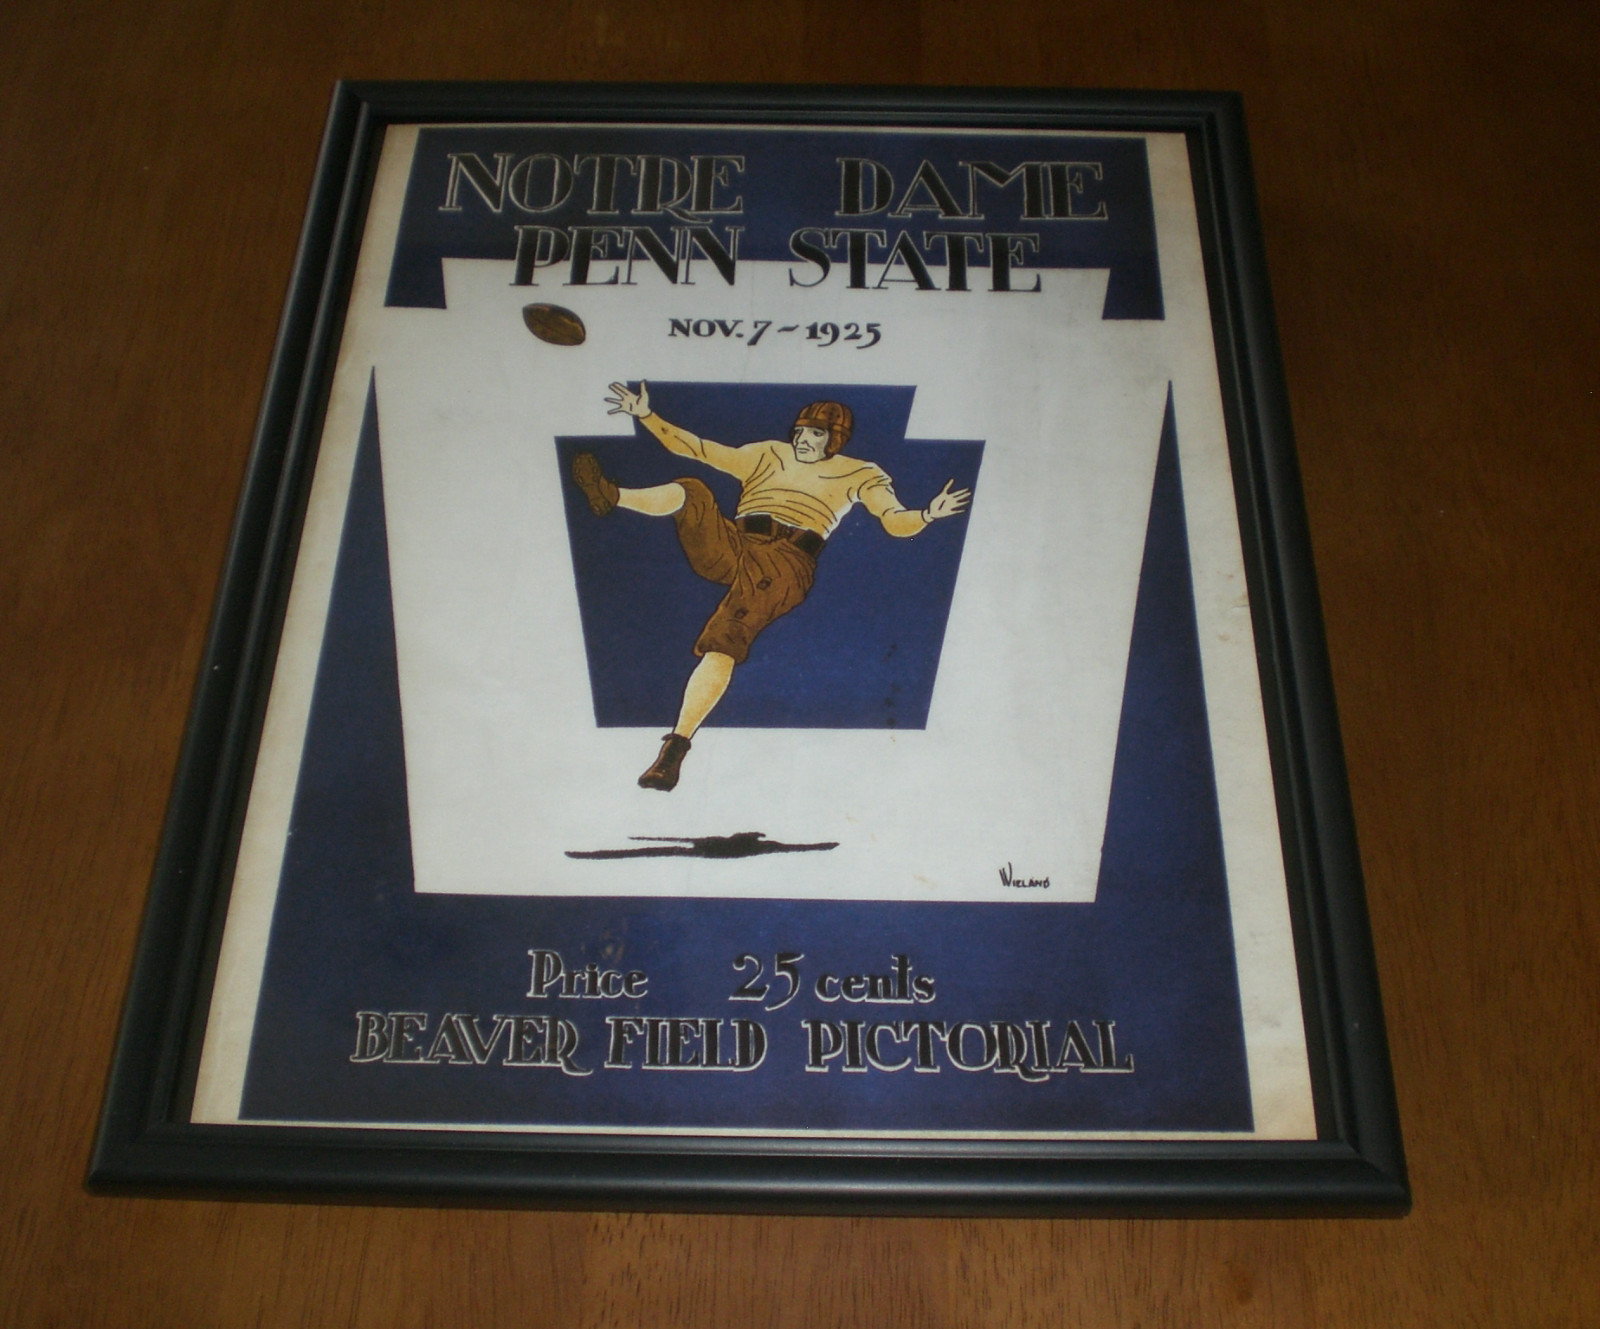 NOTRE DAME
PENN STATE
NOV. 7 ~ 1925
WIELAND
Price 25 cents
BEAVER FIELD PICTORIAL